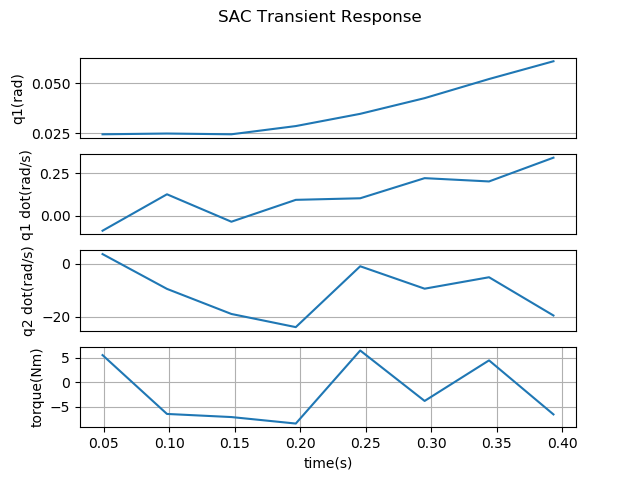 SAC Transient Response
q1(rad)
0.050
0.025
q1 dot(rad/s)
0.25
0.00
q2 dot(rad/s)
0
−20
torque(Nm)
5
0
−5
0.05 0.10 0.15 0.20 0.25 0.30 0.35 0.40
time(s)